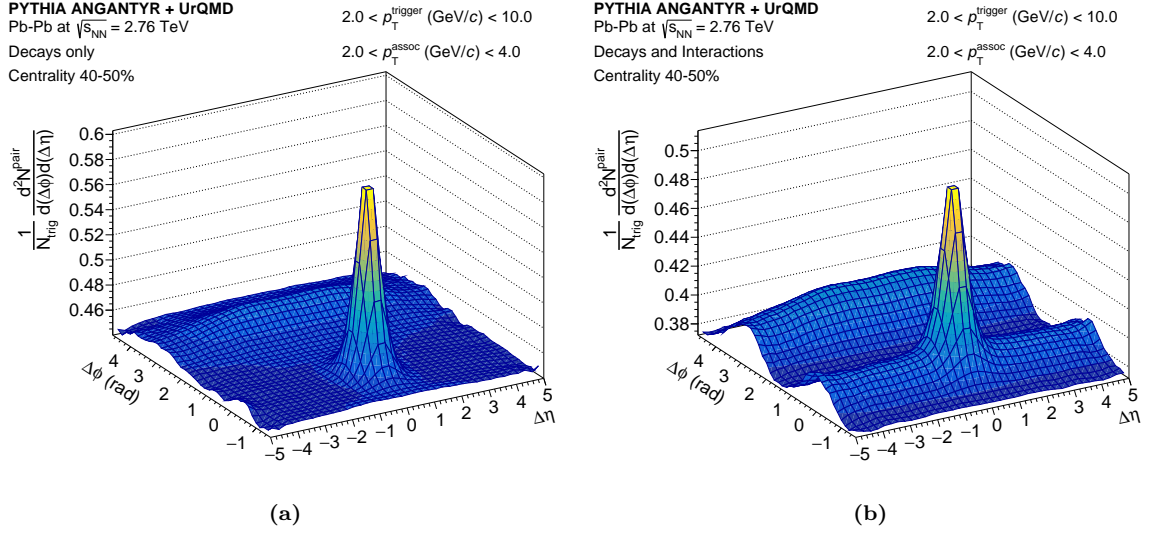 PYTHIA ANGANTYR + UrQMD
Pb-Pb at √s_NN = 2.76 TeV
Decays only
Centrality 40-50%
2.0 < p_T^trigger (GeV/c) < 10.0
2.0 < p_T^assoc (GeV/c) < 4.0
1/N_trig d²N^pair/d(Δϕ)d(Δη)
0.6
0.58
0.56
0.54
0.52
0.5
0.48
0.46
4
3
2
1
0
−1
Δϕ (rad)
−5 −4 −3 −2 −1 0 1 2 3 4 5
Δη
(a)
PYTHIA ANGANTYR + UrQMD
Pb-Pb at √s_NN = 2.76 TeV
Decays and Interactions
Centrality 40-50%
2.0 < p_T^trigger (GeV/c) < 10.0
2.0 < p_T^assoc (GeV/c) < 4.0
1/N_trig d²N^pair/d(Δϕ)d(Δη)
0.5
0.48
0.46
0.44
0.42
0.4
0.38
4
3
2
1
0
−1
Δϕ (rad)
−5 −4 −3 −2 −1 0 1 2 3 4 5
Δη
(b)